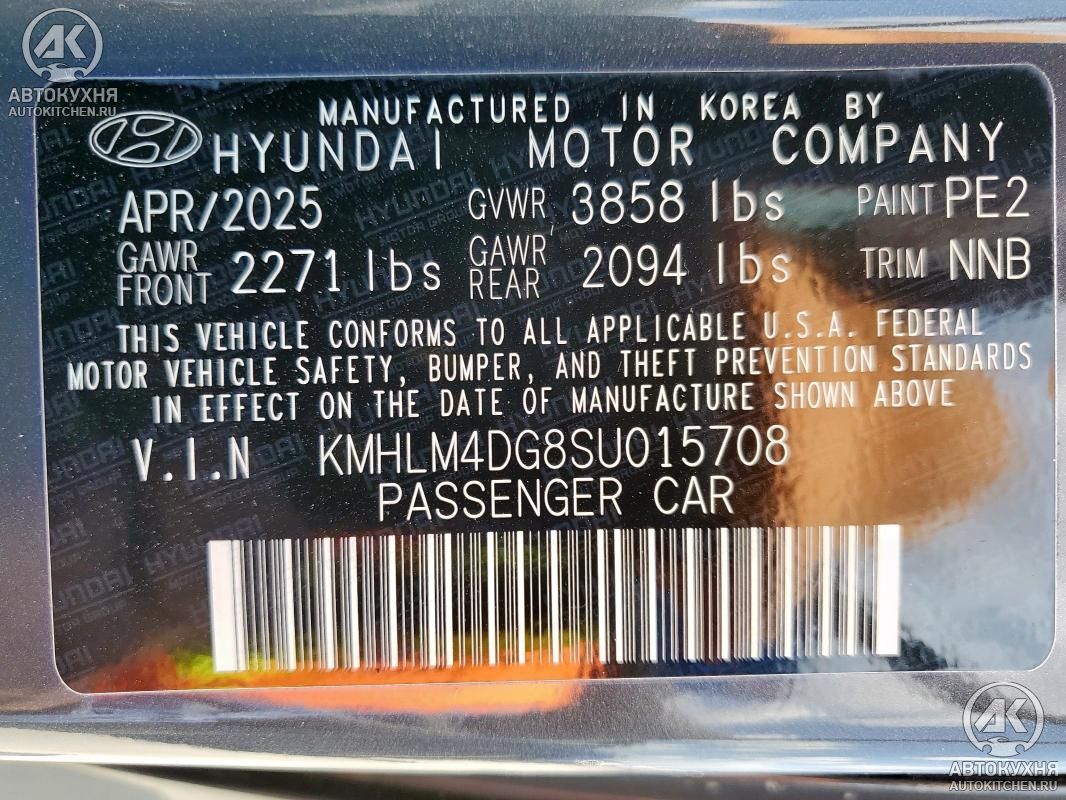 AK
АВТОКУХНЯ
AUTOKITCHEN.RU
MANUFACTURED IN KOREA BY
HYUNDAI MOTOR COMPANY
APR/2025 GVWR 3858 lbs PAINT PE2
GAWR FRONT 2271 lbs GAWR REAR 2094 lbs TRIM NNB
THIS VEHICLE CONFORMS TO ALL APPLICABLE U.S.A. FEDERAL
MOTOR VEHICLE SAFETY, BUMPER, AND THEFT PREVENTION STANDARDS
IN EFFECT ON THE DATE OF MANUFACTURE SHOWN ABOVE
V.I.N KMHLM4DG8SU015708
PASSENGER CAR
AK
АВТОКУХНЯ
AUTOKITCHEN.RU